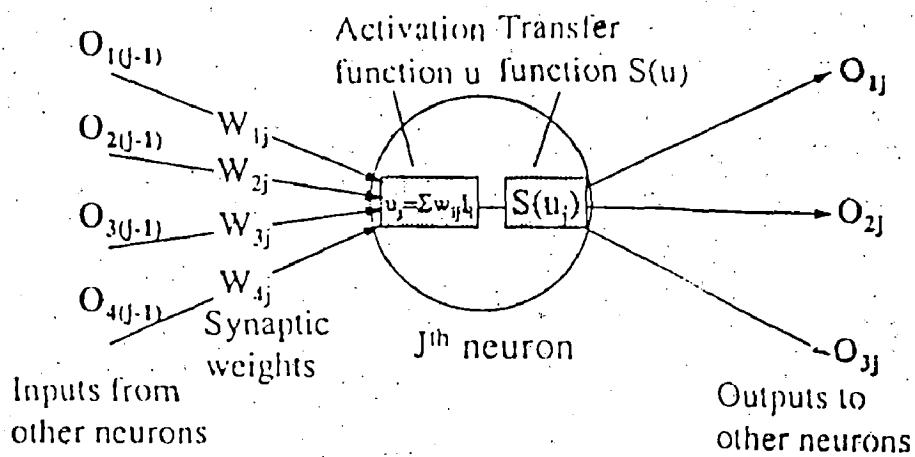 Activation Transfer
function u function S(u)
O1(j-1)
O2(j-1)
O3(j-1)
O4(j-1)
W1j
W2j
W3j
W4j
Synaptic
weights
Inputs from
other neurons
uj=ΣwijIi
S(uj)
Jth neuron
O1j
O2j
O3j
Outputs to
other neurons